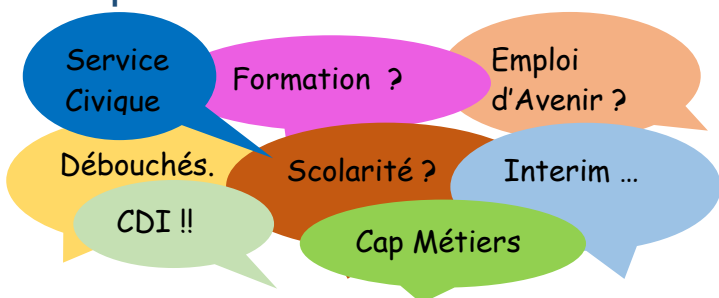 Service
Civique
Formation ?
Emploi
d'Avenir ?
Débouchés.
Scolarité ?
Interim ...
CDI !!
Cap Métiers